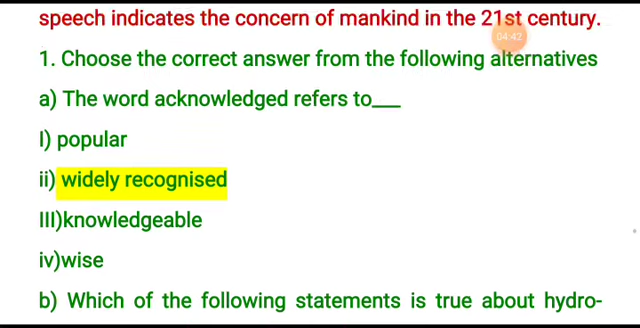 speech indicates the concern of mankind in the 21st century.
04:42
1. Choose the correct answer from the following alternatives
a) The word acknowledged refers to___
I) popular
ii) widely recognised
III)knowledgeable
iv)wise
b) Which of the following statements is true about hydro-